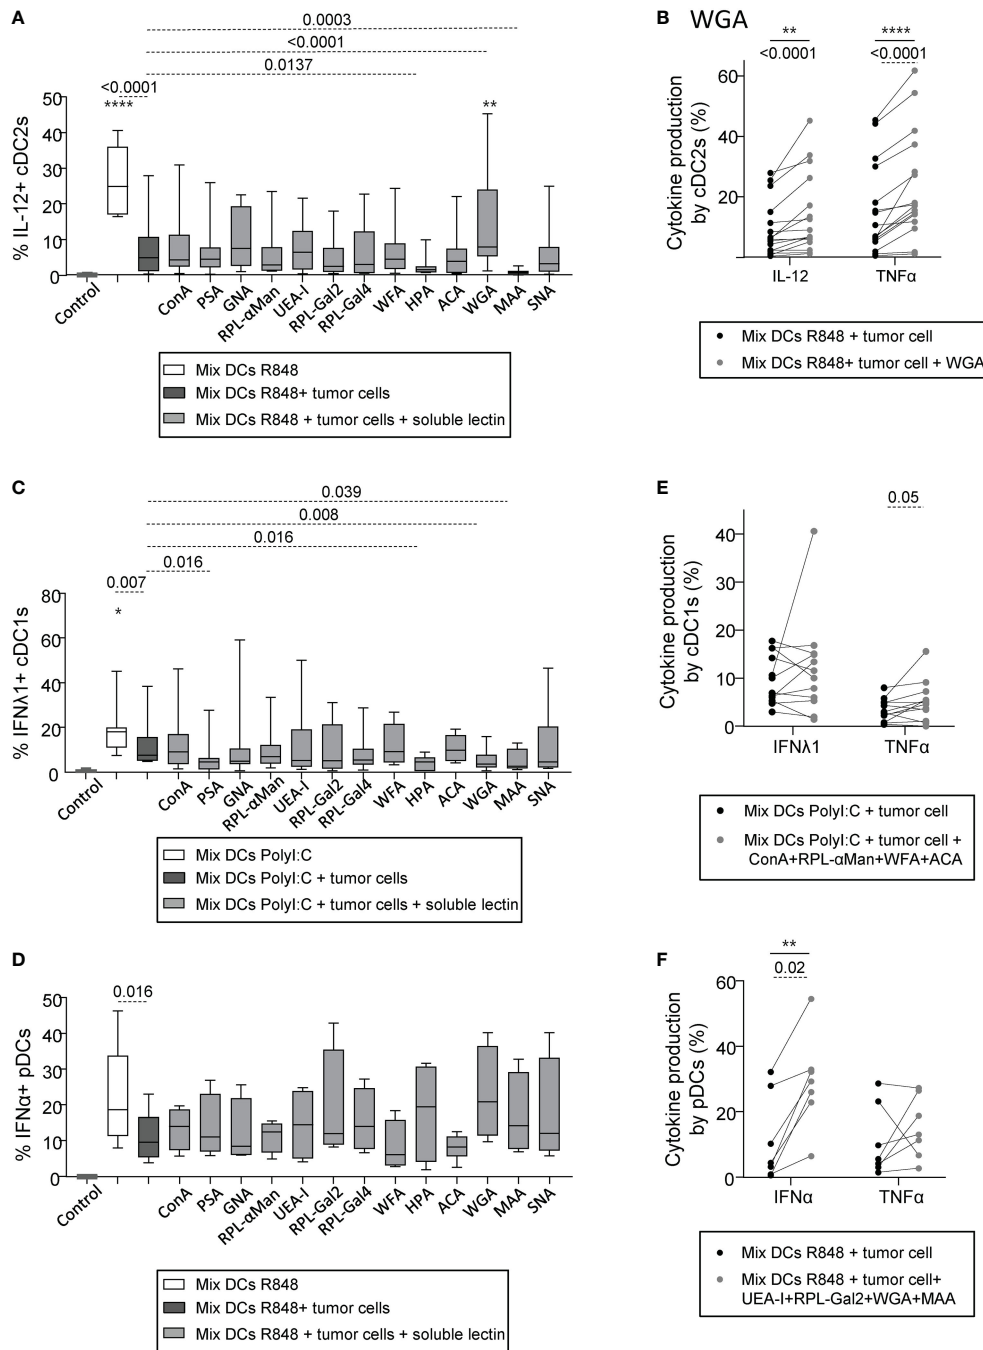 A
0.0003
<0.0001
0.0137
<0.0001
****
**
% IL-12+ cDC2s
50
40
30
20
10
0
Control
ConA
PSA
GNA
RPL-αMan
UEA-I
RPL-Gal2
RPL-Gal4
WFA
HPA
ACA
WGA
MAA
SNA
Mix DCs R848
Mix DCs R848+ tumor cells
Mix DCs R848 + tumor cells + soluble lectin
B
WGA
**
<0.0001
****
<0.0001
Cytokine production
by cDC2s (%)
60
40
20
IL-12
TNFα
Mix DCs R848 + tumor cell
Mix DCs R848+ tumor cell + WGA
C
0.039
0.008
0.016
0.016
0.007
*
% IFNλ1+ cDC1s
80
60
40
20
0
Control
ConA
PSA
GNA
RPL-αMan
UEA-I
RPL-Gal2
RPL-Gal4
WFA
HPA
ACA
WGA
MAA
SNA
Mix DCs PolyI:C
Mix DCs PolyI:C + tumor cells
Mix DCs PolyI:C + tumor cells + soluble lectin
E
0.05
Cytokine production
by cDC1s (%)
40
30
20
10
0
IFNλ1
TNFα
Mix DCs PolyI:C + tumor cell
Mix DCs PolyI:C + tumor cell +
ConA+RPL-αMan+WFA+ACA
D
0.016
% IFNα+ pDCs
50
40
30
20
10
0
Control
ConA
PSA
GNA
RPL-αMan
UEA-I
RPL-Gal2
RPL-Gal4
WFA
HPA
ACA
WGA
MAA
SNA
Mix DCs R848
Mix DCs R848+ tumor cells
Mix DCs R848 + tumor cells + soluble lectin
F
**
0.02
Cytokine production
by pDCs (%)
60
40
20
0
IFNα
TNFα
Mix DCs R848 + tumor cell
Mix DCs R848 + tumor cell+
UEA-I+RPL-Gal2+WGA+MAA